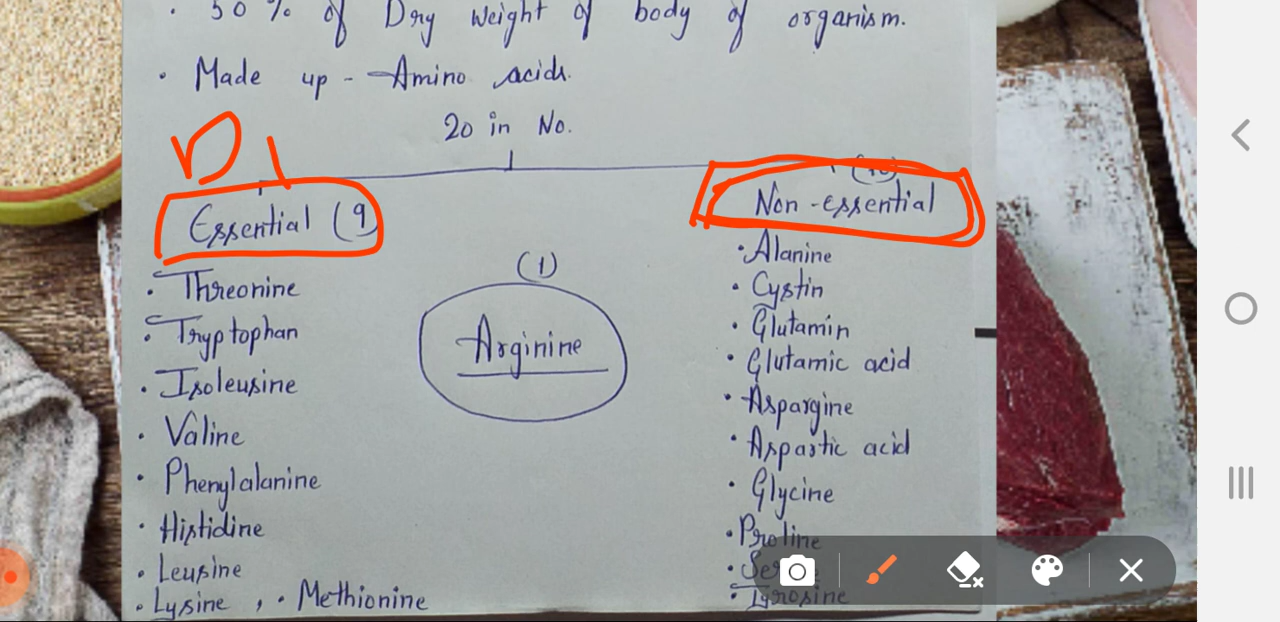 . 50 % of Dry Weight of body of organism.
• Made up - Amino acids.
20 in No.
Essential (9
• Threonine
• Tryptophan
• Isoleusine
• Valine
• Phenylalanine
• Histidine
• Leusine
• Lysine , • Methionine
(1)
Arginine
Non-essential
• Alanine
• Cystin
• Glutamin
• Glutamic acid
• Aspargine
• Aspartic acid
• Glycine
• Proline
• Tyrosine